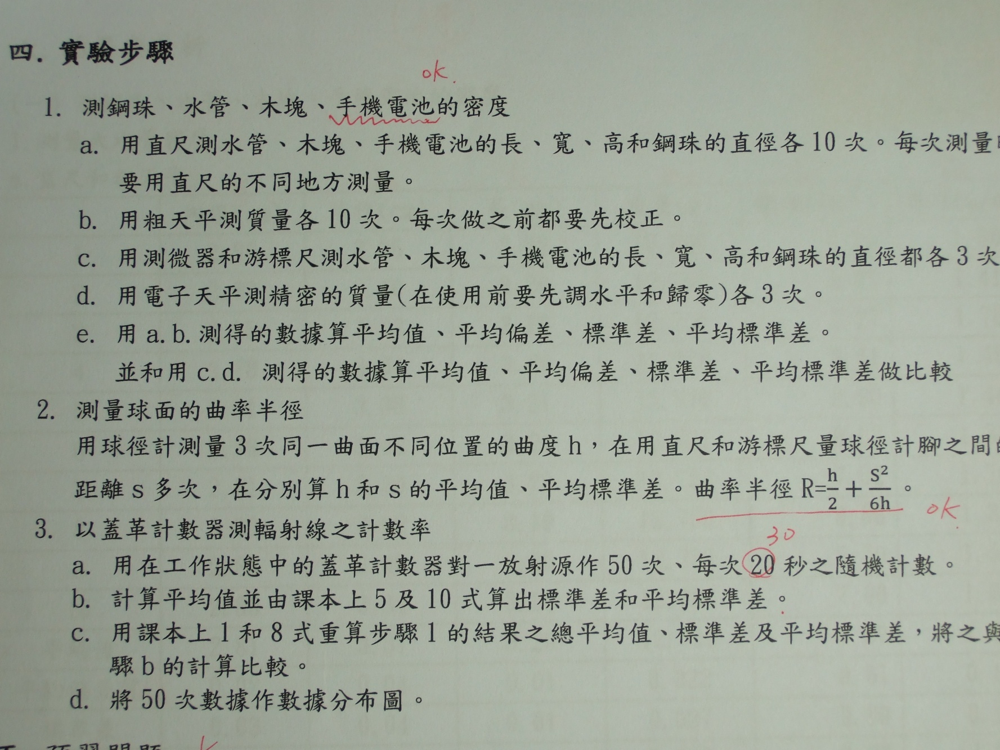 四. 實驗步驟
ok.
1. 測鋼珠、水管、木塊、手機電池的密度
a. 用直尺測水管、木塊、手機電池的長、寬、高和鋼珠的直徑各 10 次。每次測量
要用直尺的不同地方測量。
b. 用粗天平測質量各 10 次。每次做之前都要先校正。
c. 用測微器和游標尺測水管、木塊、手機電池的長、寬、高和鋼珠的直徑都各 3 次
d. 用電子天平測精密的質量(在使用前要先調水平和歸零)各 3 次。
e. 用 a.b.測得的數據算平均值、平均偏差、標準差、平均標準差。
並和用 c.d. 測得的數據算平均值、平均偏差、標準差、平均標準差做比較
2. 測量球面的曲率半徑
用球徑計測量 3 次同一曲面不同位置的曲度 h，在用直尺和游標尺量球徑計腳之間
距離 s 多次，在分別算 h 和 s 的平均值、平均標準差。曲率半徑 R=h/2 + S²/6h 。
ok.
3. 以蓋革計數器測輻射線之計數率
30
a. 用在工作狀態中的蓋革計數器對一放射源作 50 次、每次 20 秒之隨機計數。
b. 計算平均值並由課本上 5 及 10 式算出標準差和平均標準差。
c. 用課本上 1 和 8 式重算步驟 1 的結果之總平均值、標準差及平均標準差，將之與
驟 b 的計算比較。
d. 將 50 次數據作數據分布圖。